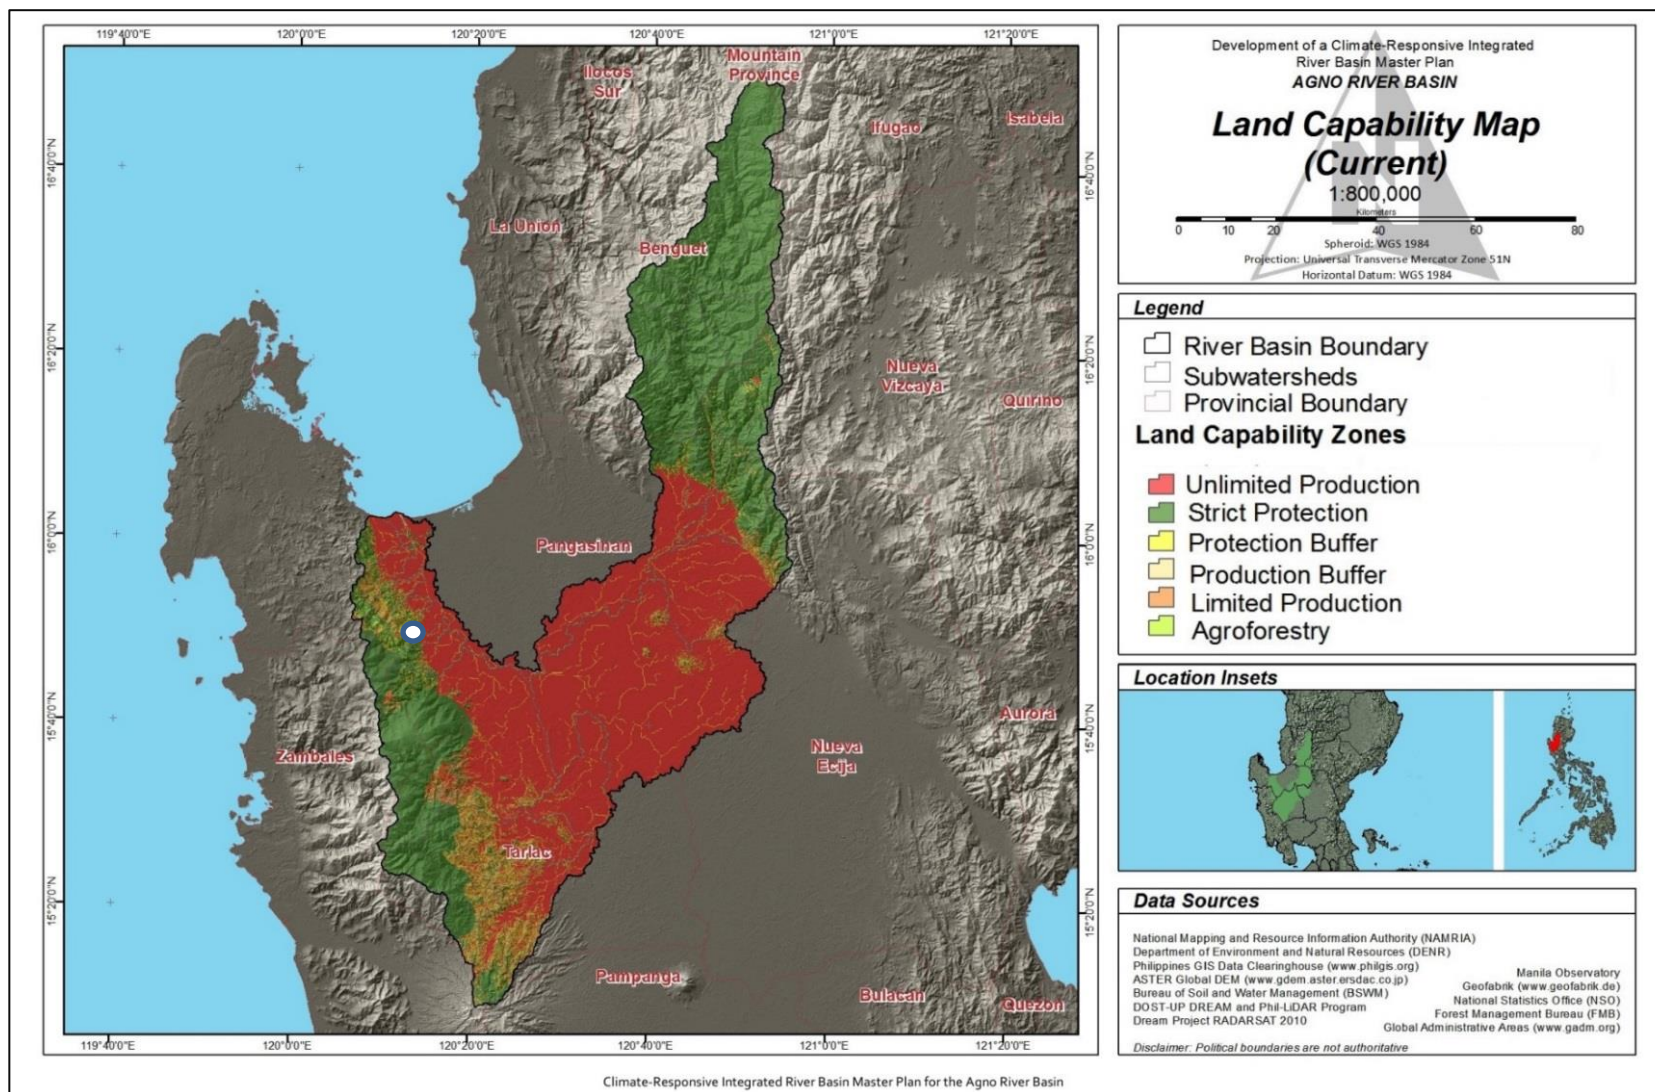 119°40'0"E
120°0'0"E
120°20'0"E
120°40'0"E
121°0'0"E
121°20'0"E
16°40'0"N
16°20'0"N
16°0'0"N
15°40'0"N
15°20'0"N
16°40'0"N
16°20'0"N
16°0'0"N
15°40'0"N
15°20'0"N
Mountain
Province
Ilocos
Sur
Ifugao
Isabela
La Union
Benguet
Nueva
Vizcaya
Quirino
Pangasinan
Zambales
Aurora
Nueva
Ecija
Tarlac
Pampanga
Bulacan
Quezon
119°40'0"E
120°0'0"E
120°20'0"E
120°40'0"E
121°0'0"E
121°20'0"E
Development of a Climate-Responsive Integrated
River Basin Master Plan
AGNO RIVER BASIN
Land Capability Map
(Current)
1:800,000
Kilometers
0 10 20 40 60 80
Spheroid: WGS 1984
Projection: Universal Transverse Mercator Zone 51N
Horizontal Datum: WGS 1984
Legend
River Basin Boundary
Subwatersheds
Provincial Boundary
Land Capability Zones
Unlimited Production
Strict Protection
Protection Buffer
Production Buffer
Limited Production
Agroforestry
Location Insets
Data Sources
National Mapping and Resource Information Authority (NAMRIA)
Department of Environment and Natural Resources (DENR)
Philippines GIS Data Clearinghouse (www.philgis.org)
ASTER Global DEM (www.gdem.aster.ersdac.co.jp)
Bureau of Soil and Water Management (BSWM)
DOST-UP DREAM and Phil-LiDAR Program
Dream Project RADARSAT 2010
Manila Observatory
Geofabrik (www.geofabrik.de)
National Statistics Office (NSO)
Forest Management Bureau (FMB)
Global Administrative Areas (www.gadm.org)
Disclaimer: Political boundaries are not authoritative
Climate-Responsive Integrated River Basin Master Plan for the Agno River Basin